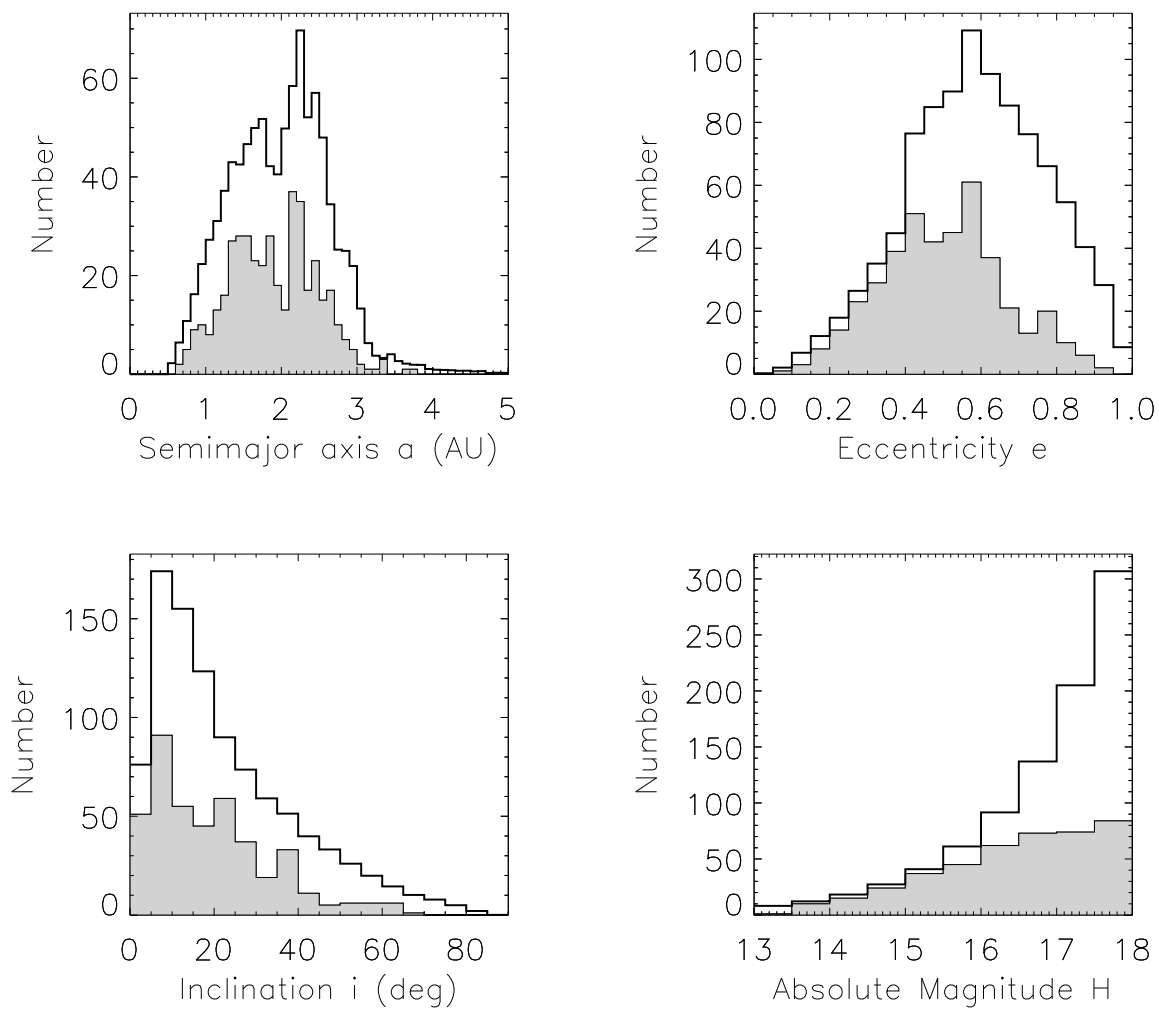 Number
60
40
20
0
0 1 2 3 4 5
Semimajor axis a (AU)
Number
100
80
60
40
20
0
0.0 0.2 0.4 0.6 0.8 1.0
Eccentricity e
Number
150
100
50
0
0 20 40 60 80
Inclination i (deg)
Number
300
250
200
150
100
50
0
13 14 15 16 17 18
Absolute Magnitude H